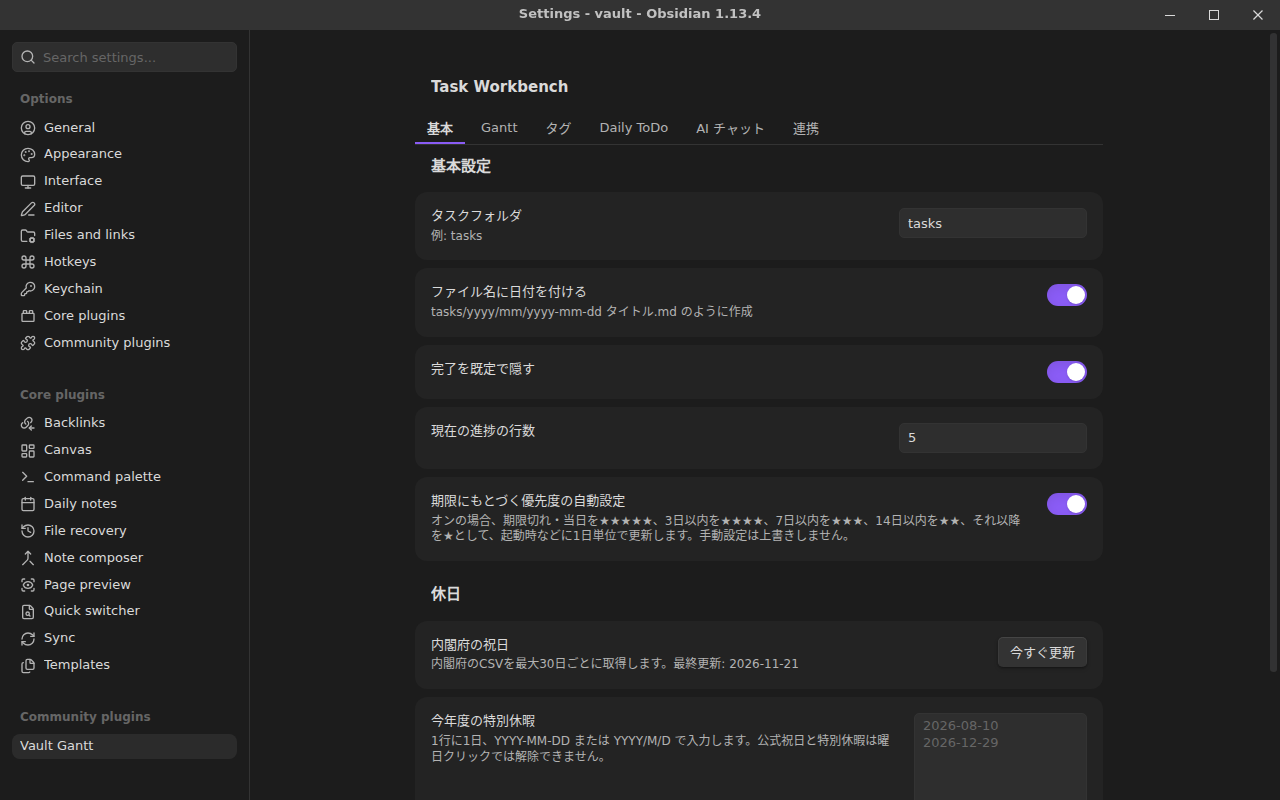 Settings - vault - Obsidian 1.13.4
Search settings...
Options
General
Appearance
Interface
Editor
Files and links
Hotkeys
Keychain
Core plugins
Community plugins
Core plugins
Backlinks
Canvas
Command palette
Daily notes
File recovery
Note composer
Page preview
Quick switcher
Sync
Templates
Community plugins
Vault Gantt
Task Workbench
基本 Gantt タグ Daily ToDo AI チャット 連携
基本設定
タスクフォルダ
例: tasks
tasks
ファイル名に日付を付ける
tasks/yyyy/mm/yyyy-mm-dd タイトル.md のように作成
完了を既定で隠す
現在の進捗の行数
5
期限にもとづく優先度の自動設定
オンの場合、期限切れ・当日を★★★★★、3日以内を★★★★、7日以内を★★★、14日以内を★★、それ以降
を★として、起動時などに1日単位で更新します。手動設定は上書きしません。
休日
内閣府の祝日
内閣府のCSVを最大30日ごとに取得します。最終更新: 2026-11-21
今すぐ更新
今年度の特別休暇
1行に1日、YYYY-MM-DD または YYYY/M/D で入力します。公式祝日と特別休暇は曜
日クリックでは解除できません。
2026-08-10
2026-12-29